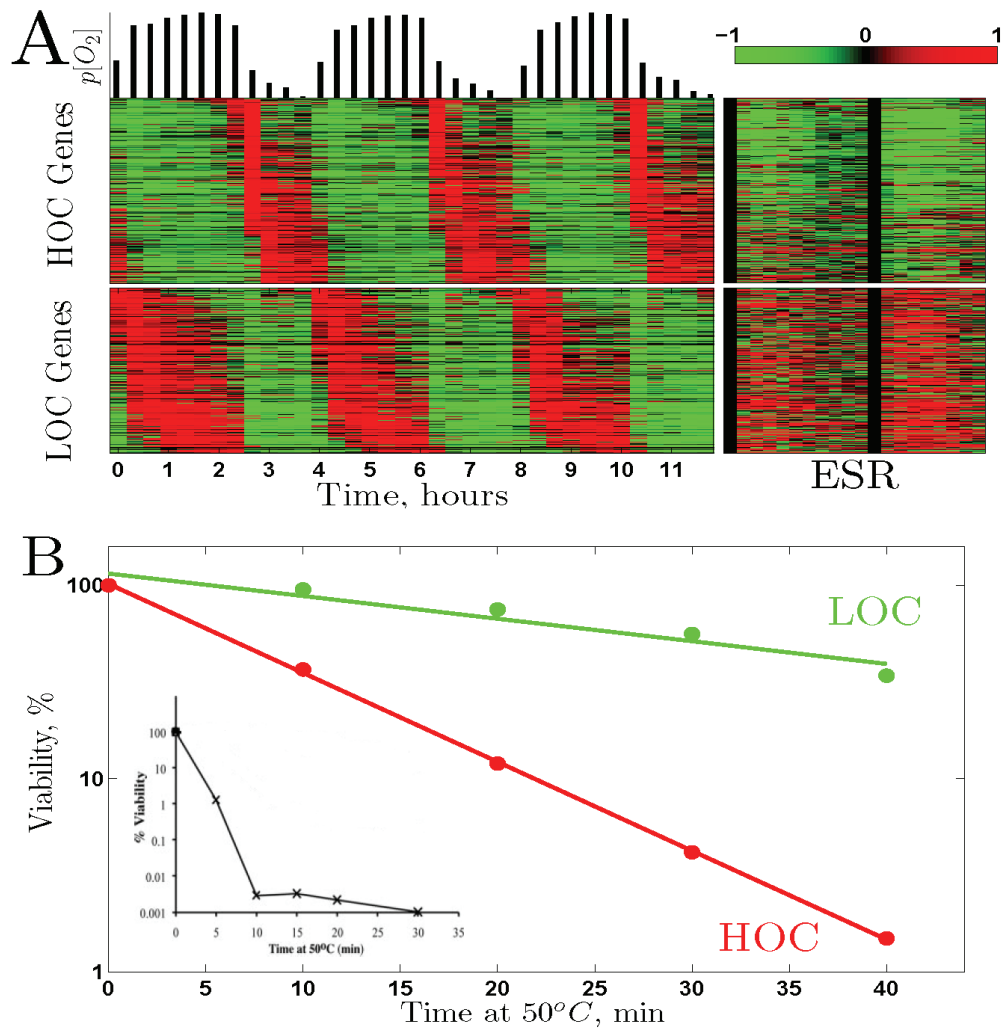 A
p[O₂]
−1 0 1
HOC Genes
LOC Genes
0 1 2 3 4 5 6 7 8 9 10 11
Time, hours
ESR
B
100
10
1
Viability, %
LOC
HOC
% Viability
100
10
1
0.1
0.01
0.001
0 5 10 15 20 25 30 35
Time at 50ºC (min)
0 5 10 15 20 25 30 35 40
Time at 50°C, min